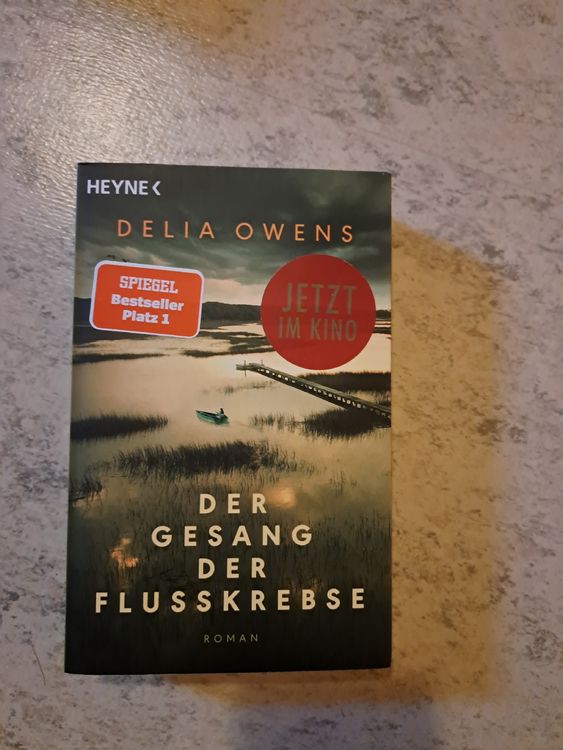 HEYNE<
DELIA OWENS
SPIEGEL
Bestseller
Platz 1
JETZT
IM KINO
DER
GESANG
DER
FLUSSKREBSE
ROMAN